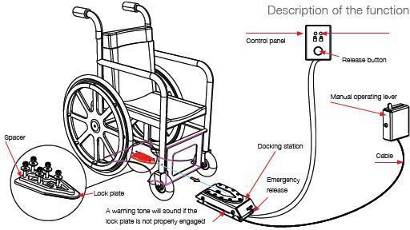 Description of the function
Control panel
Release button
Manual operating lever
Spacer
Docking station
Cable
Emergency
release
Lock plate
A warning tone will sound if the
lock plate is not properly engaged